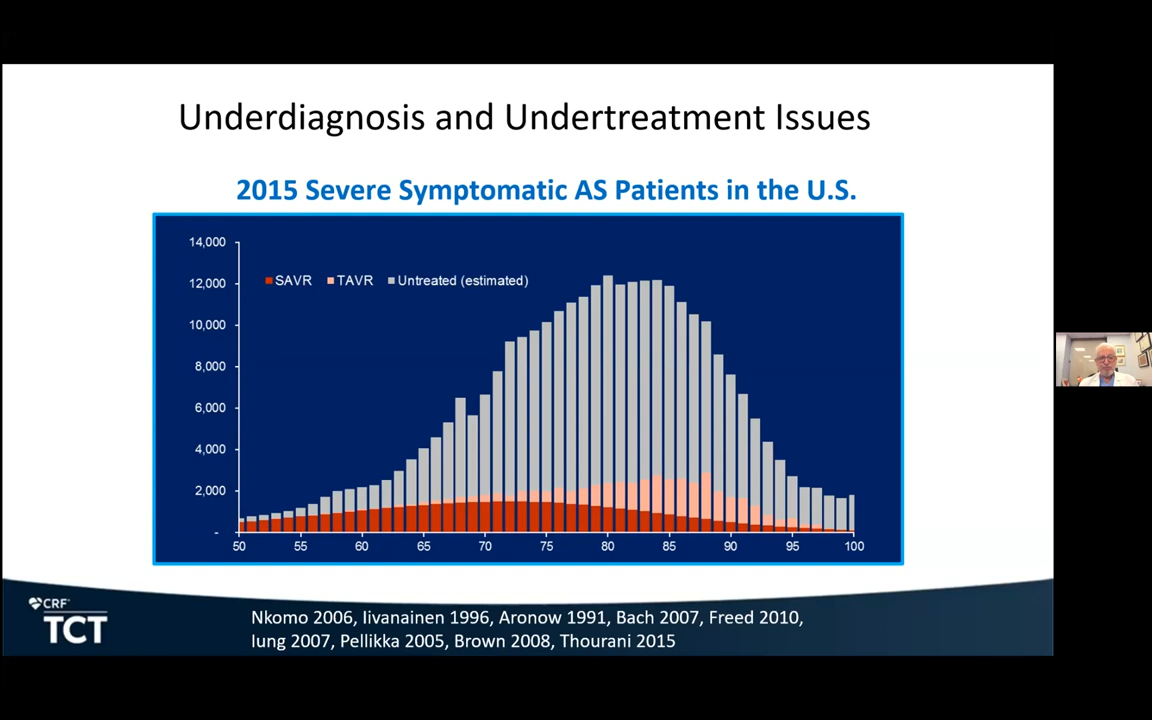 Underdiagnosis and Undertreatment Issues
2015 Severe Symptomatic AS Patients in the U.S.
14,000
SAVR TAVR Untreated (estimated)
12,000
10,000
8,000
6,000
4,000
2,000
-
50 55 60 65 70 75 80 85 90 95 100
CRF
TCT
Nkomo 2006, Iivanainen 1996, Aronow 1991, Bach 2007, Freed 2010,
Iung 2007, Pellikka 2005, Brown 2008, Thourani 2015